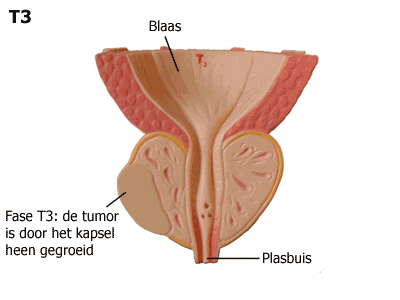 T3
Blaas
T3
Fase T3: de tumor
is door het kapsel
heen gegroeid
Plasbuis